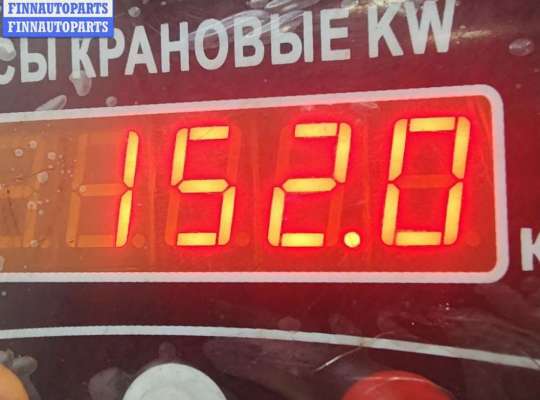 FINNAUTOPARTS
FINNAUTOPARTS
СЫ КРАНОВЫЕ KW
152.0
К